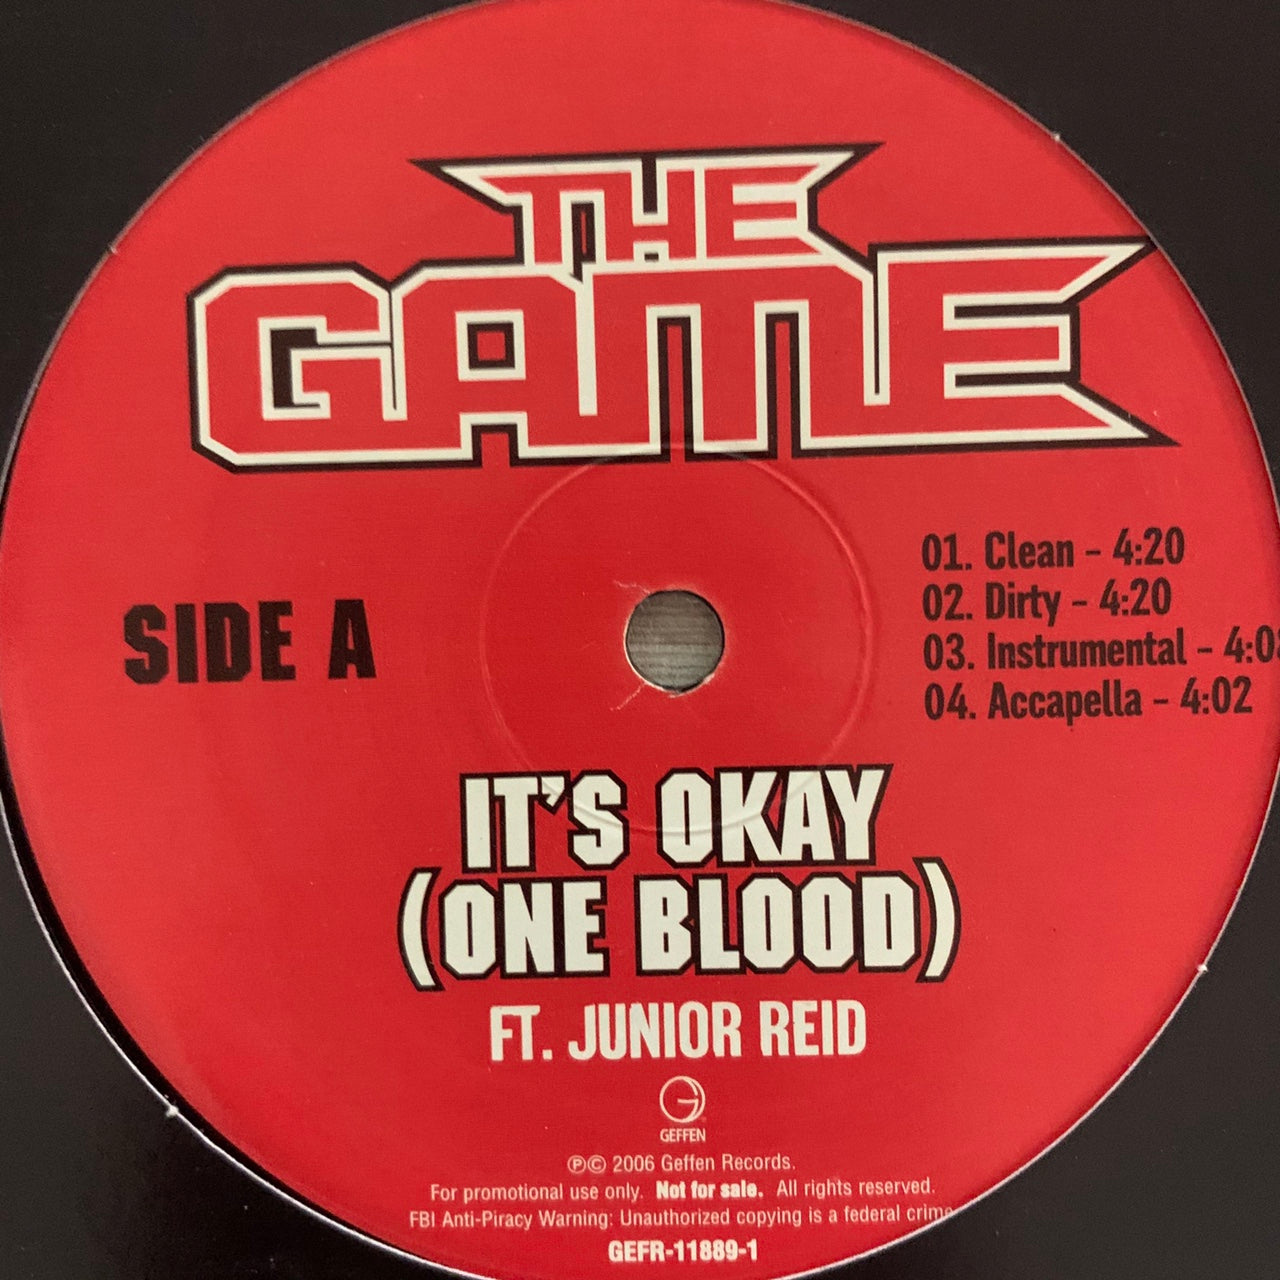 THE
GAME
SIDE A
01. Clean – 4:20
02. Dirty – 4:20
03. Instrumental –
04. Accapella – 4:02
IT'S OKAY
(ONE BLOOD)
FT. JUNIOR REID
GEFFEN
℗© 2006 Geffen Records.
For promotional use only. Not for sale. All rights reserved.
FBI Anti-Piracy Warning: Unauthorized copying is a federal crime
GEFR-11889-1